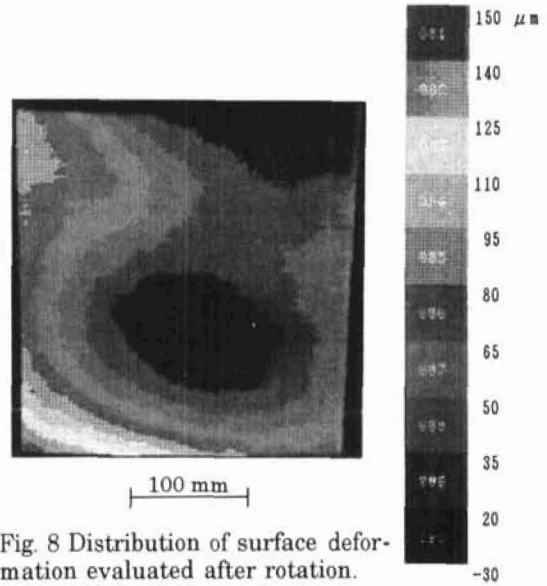 150 μm
140
125
110
95
80
65
50
35
20
-30
100 mm
Fig. 8 Distribution of surface defor-
mation evaluated after rotation.